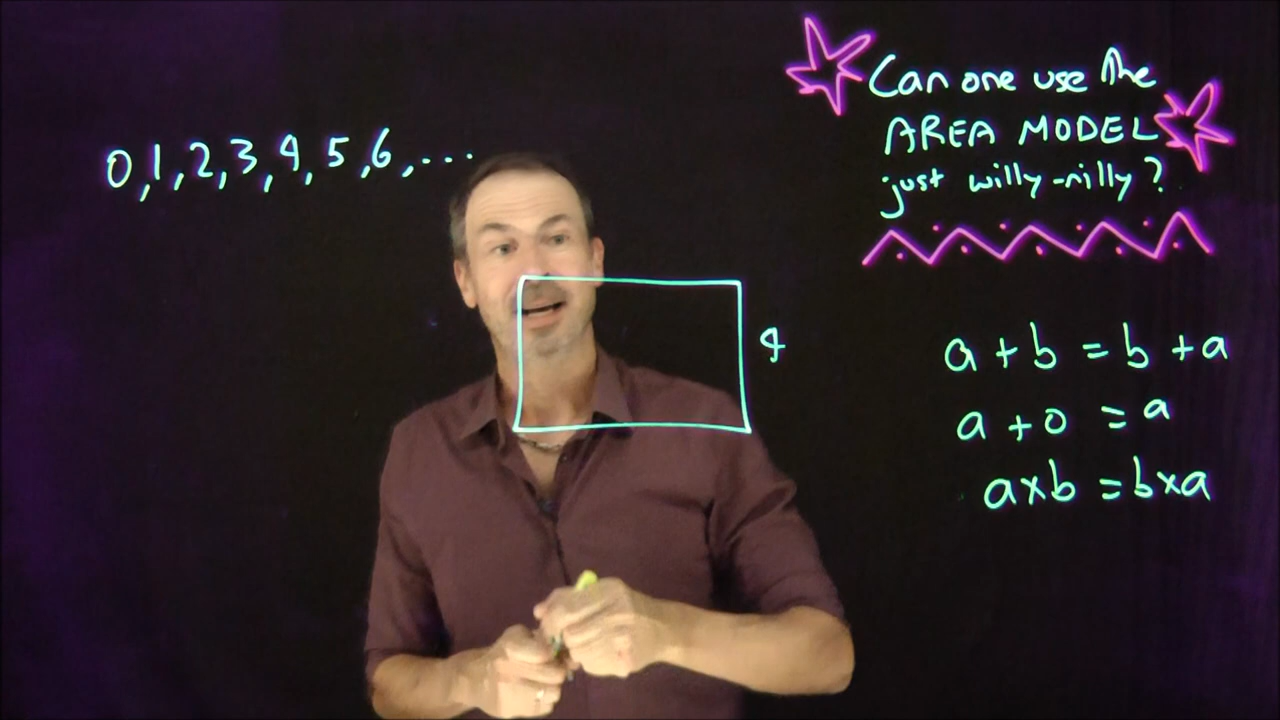 0,1,2,3,4,5,6,...
Can one use the
AREA MODEL
just willy-nilly?
4
a + b = b + a
a + 0 = a
a×b = b×a